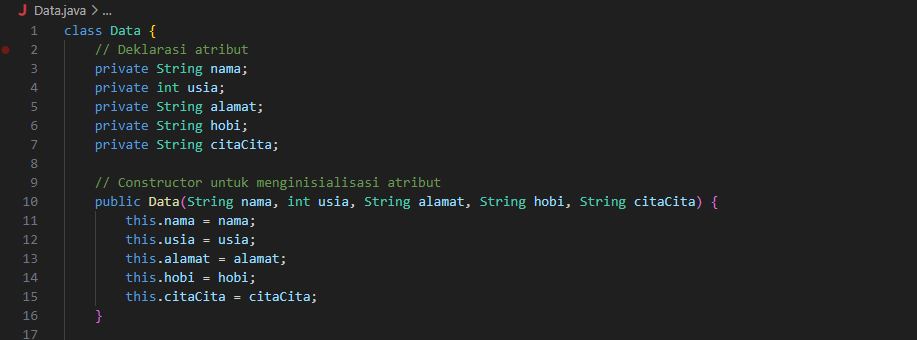 J Data.java > ...
1 class Data {
2 // Deklarasi atribut
3 private String nama;
4 private int usia;
5 private String alamat;
6 private String hobi;
7 private String citaCita;
8
9 // Constructor untuk menginisialisasi atribut
10 public Data(String nama, int usia, String alamat, String hobi, String citaCita) {
11 this.nama = nama;
12 this.usia = usia;
13 this.alamat = alamat;
14 this.hobi = hobi;
15 this.citaCita = citaCita;
16 }
17